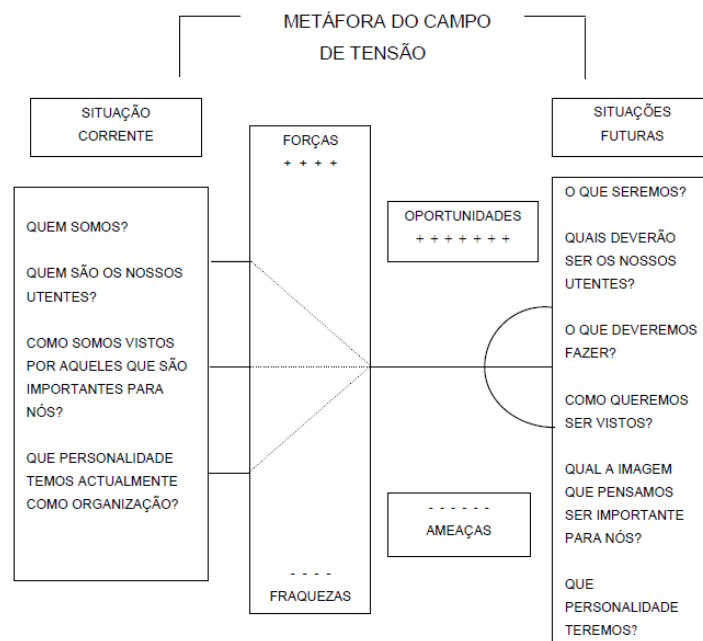 METÁFORA DO CAMPO
DE TENSÃO
SITUAÇÃO
CORRENTE
QUEM SOMOS?
QUEM SÃO OS NOSSOS
UTENTES?
COMO SOMOS VISTOS
POR AQUELES QUE SÃO
IMPORTANTES PARA
NÓS?
QUE PERSONALIDADE
TEMOS ACTUALMENTE
COMO ORGANIZAÇÃO?
FORÇAS
+ + + +
- - - -
FRAQUEZAS
OPORTUNIDADES
+ + + + + + +
- - - - - -
AMEAÇAS
SITUAÇÕES
FUTURAS
O QUE SEREMOS?
QUAIS DEVERÃO
SER OS NOSSOS
UTENTES?
O QUE DEVEREMOS
FAZER?
COMO QUEREMOS
SER VISTOS?
QUAL A IMAGEM
QUE PENSAMOS
SER IMPORTANTE
PARA NÓS?
QUE
PERSONALIDADE
TEREMOS?